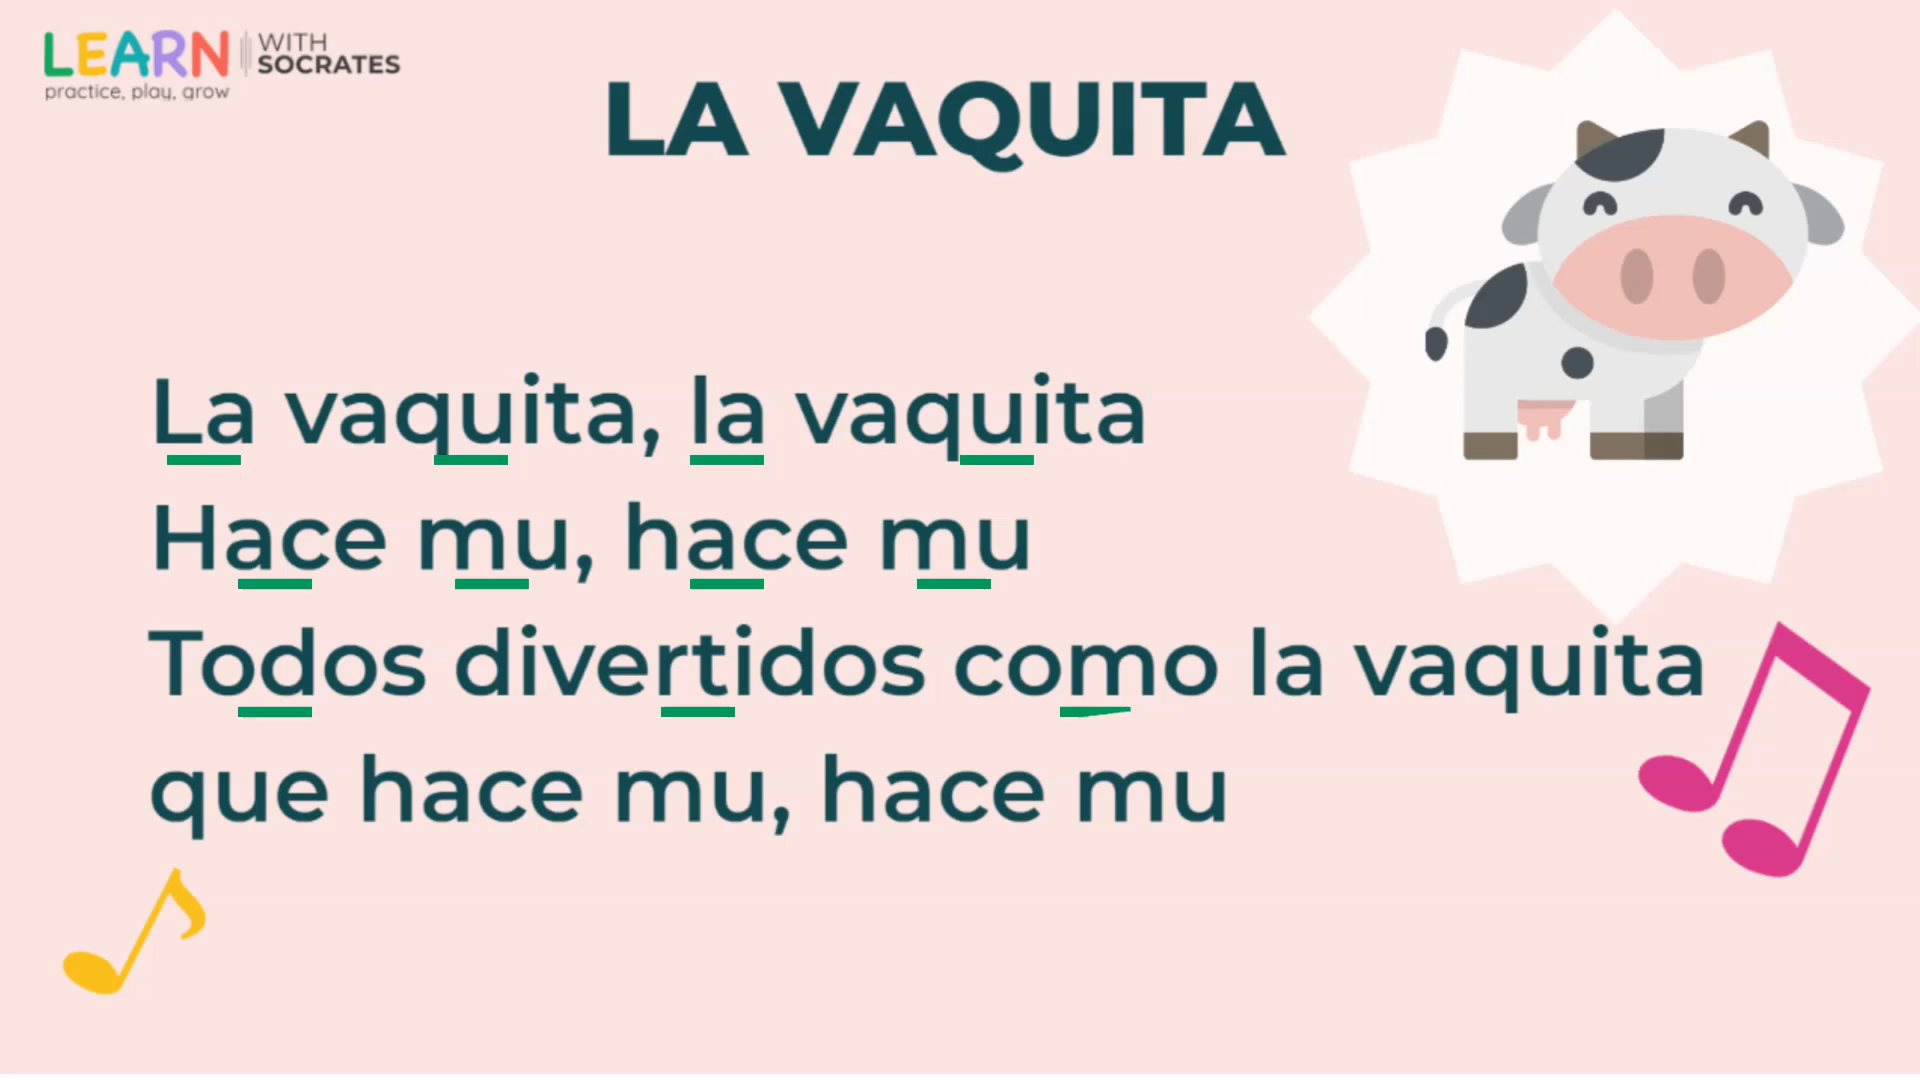 LEARN WITH SOCRATES
practice, play, grow
LA VAQUITA
La vaquita, la vaquita
Hace mu, hace mu
Todos divertidos como la vaquita
que hace mu, hace mu